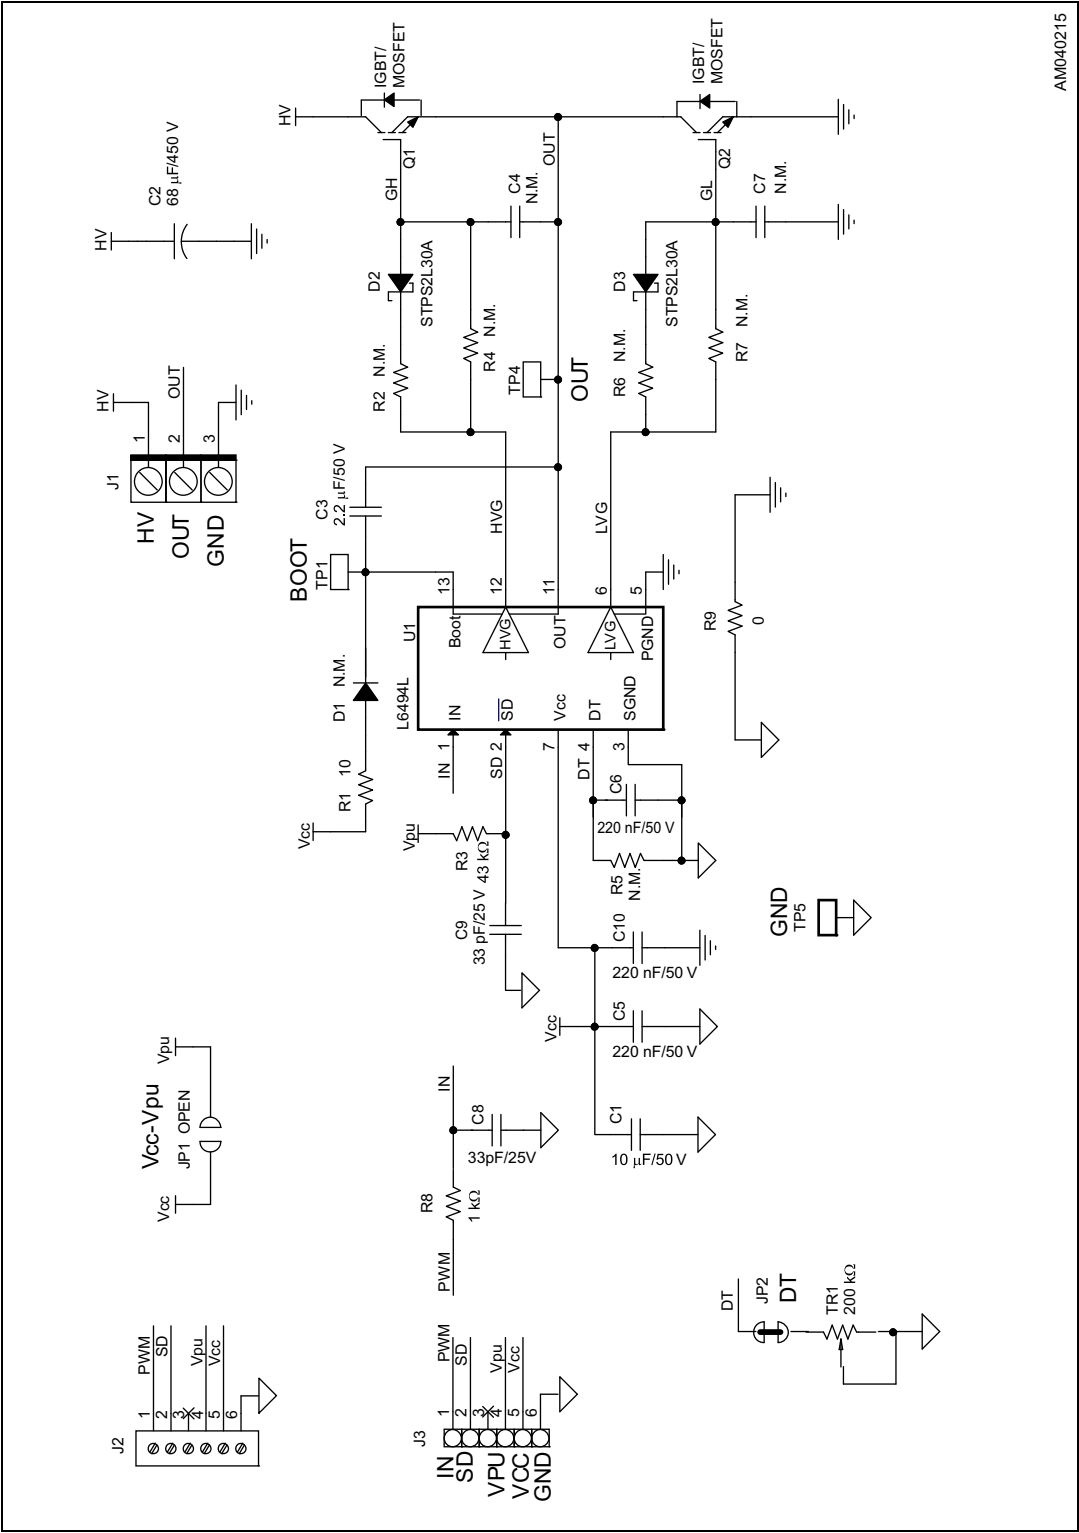 AM040215
J1
HV
OUT
GND
1
2
3
HV
OUT
HV
C2
68 µF/450 V
HV
IGBT/
MOSFET
Q1
GH
OUT
IGBT/
MOSFET
Q2
GL
C4
N.M.
C7
N.M.
D2
STPS2L30A
R2 N.M.
R4 N.M.
D3
STPS2L30A
R6 N.M.
R7 N.M.
TP4
OUT
C3
2.2 µF/50 V
BOOT
TP1
HVG
LVG
D1 N.M.
R1 10
Vcc
U1
L6494L
Boot
13
HVG
12
OUT
11
LVG
6
PGND
5
IN
SD
Vcc
DT
SGND
IN 1
SD 2
7
DT 4
3
R9
0
Vpu
R3
43 kΩ
C9
33 pF/25 V
C6
220 nF/50 V
R5
N.M.
GND
TP5
Vcc
C10
220 nF/50 V
C5
220 nF/50 V
C1
10 µF/50 V
Vcc-Vpu
JP1 OPEN
Vcc
Vpu
PWM
R8
1 kΩ
IN
C8
33pF/25V
J2
1
2
3
4
5
6
PWM
SD
Vpu
Vcc
J3
IN
SD
VPU
VCC
GND
1
2
3
4
5
6
PWM
SD
Vpu
Vcc
DT
JP2
DT
TR1
200 kΩ